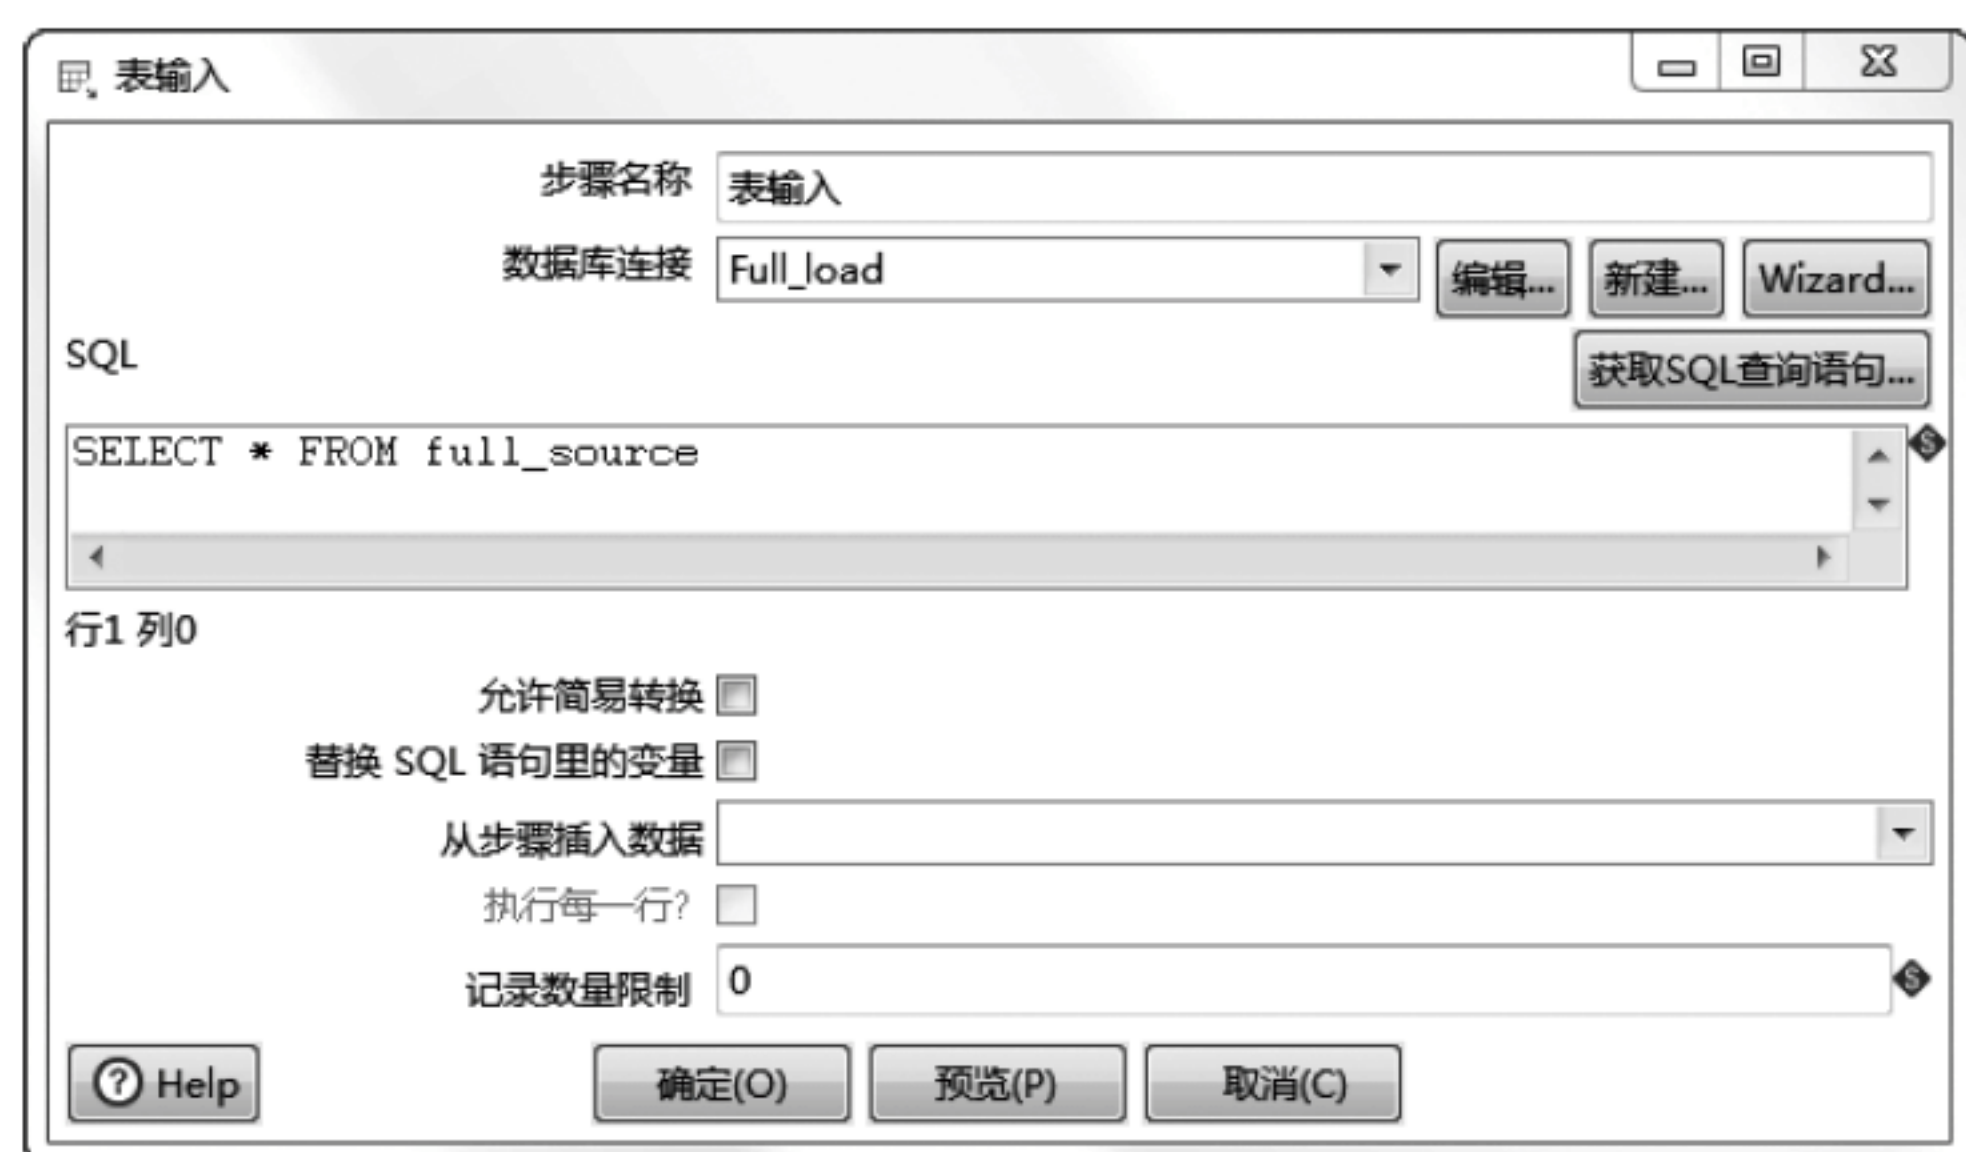 表输入
步骤名称 表输入
数据库连接 Full_load 编辑... 新建... Wizard...
SQL 获取SQL查询语句...
SELECT * FROM full_source
行1 列0
允许简易转换
替换 SQL 语句里的变量
从步骤插入数据
执行每一行?
记录数量限制 0
Help 确定(O) 预览(P) 取消(C)